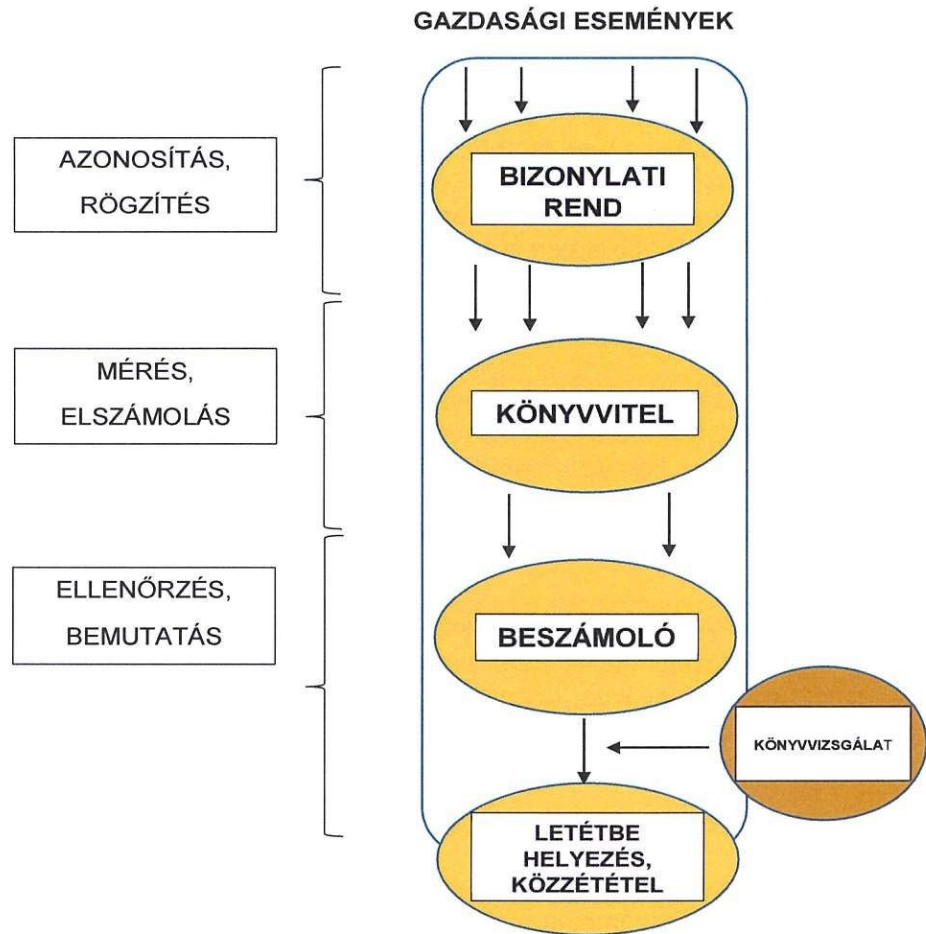 GAZDASÁGI ESEMÉNYEK
AZONOSÍTÁS,
RÖGZÍTÉS
BIZONYLATI
REND
MÉRÉS,
ELSZÁMOLÁS
KÖNYVVITEL
ELLENŐRZÉS,
BEMUTATÁS
BESZÁMOLÓ
KÖNYVVIZSGÁLAT
LETÉTBE
HELYEZÉS,
KÖZZÉTÉTEL